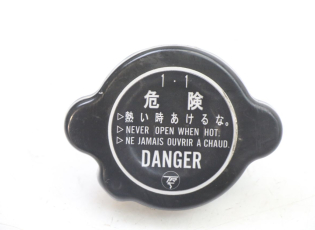 1・1
危険
▷熱い時あけるな。
▷NEVER OPEN WHEN HOT.
▷NE JAMAIS OUVRIR A CHAUD.
DANGER